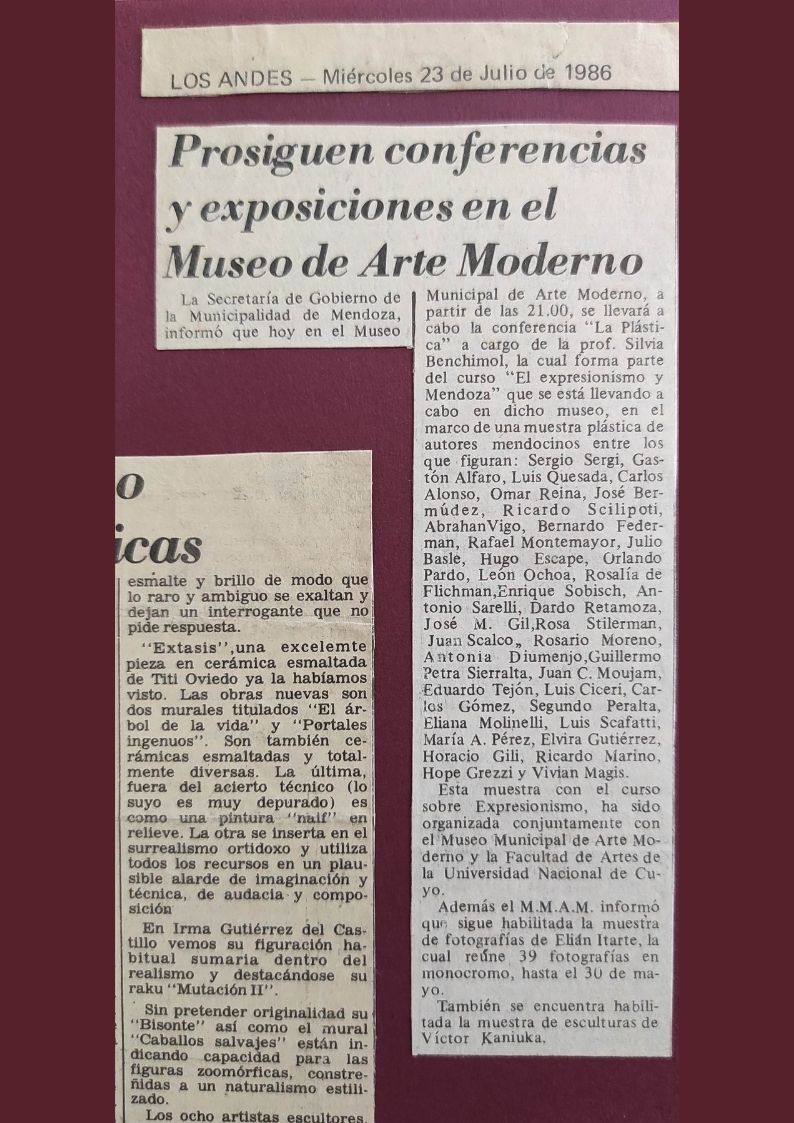 LOS ANDES — Miércoles 23 de Julio de 1986
Prosiguen conferencias
y exposiciones en el
Museo de Arte Moderno
La Secretaría de Gobierno de
la Municipalidad de Mendoza,
informó que hoy en el Museo
Municipal de Arte Moderno, a
partir de las 21.00, se llevará a
cabo la conferencia "La Plásti-
ca" a cargo de la prof. Silvia
Benchimol, la cual forma parte
del curso "El expresionismo y
Mendoza" que se está llevando a
cabo en dicho museo, en el
marco de una muestra plástica de
autores mendocinos entre los
que figuran: Sergio Sergi, Gas-
tón Alfaro, Luis Quesada, Carlos
Alonso, Omar Reina, José Ber-
múdez, Ricardo Scilipoti,
AbrahanVigo, Bernardo Feder-
man, Rafael Montemayor, Julio
Basle, Hugo Escape, Orlando
Pardo, León Ochoa, Rosalía de
Flichman,Enrique Sobisch, An-
tonio Sarelli, Dardo Retamoza,
José M. Gil,Rosa Stilerman,
Juan Scalco,, Rosario Moreno,
Antonia Diumenjo,Guillermo
Petra Sierralta, Juan C. Moujam,
Eduardo Tejón, Luis Ciceri, Car-
los Gómez, Segundo Peralta,
Eliana Molinelli, Luis Scafatti,
María A. Pérez, Elvira Gutiérrez,
Horacio Gili, Ricardo Marino,
Hope Grezzi y Vivian Magis.
Esta muestra con el curso
sobre Expresionismo, ha sido
organizada conjuntamente con
el Museo Municipal de Arte Mo-
derno y la Facultad de Artes de
la Universidad Nacional de Cu-
yo.
Además el M.M.A.M. informó
que sigue habilitada la muestra
de fotografías de Elián Itarte, la
cual reúne 39 fotografías en
monocromo, hasta el 30 de ma-
yo.
También se encuentra habili-
tada la muestra de esculturas de
Víctor Kaniuka.
o
icas
esmalte y brillo de modo que
lo raro y ambiguo se exaltan y
dejan un interrogante que no
pide respuesta.
"Extasis",una excelemte
pieza en cerámica esmaltada
de Titi Oviedo ya la habíamos
visto. Las obras nuevas son
dos murales titulados "El ár-
bol de la vida" y "Portales
ingenuos". Son también ce-
rámicas esmaltadas y total-
mente diversas. La última,
fuera del acierto técnico (lo
suyo es muy depurado) es
como una pintura "naif" en
relieve. La otra se inserta en el
surrealismo ortidoxo y utiliza
todos los recursos en un plau-
sible alarde de imaginación y
técnica, de audacia y compo-
sición
En Irma Gutiérrez del Cas-
tillo vemos su figuración ha-
bitual sumaria dentro del
realismo y destacándose su
raku "Mutación II".
Sin pretender originalidad su
"Bisonte" así como el mural
"Caballos salvajes" están in-
dicando capacidad para las
figuras zoomórficas, constre-
ñidas a un naturalismo estili-
zado.
Los ocho artistas escultores,